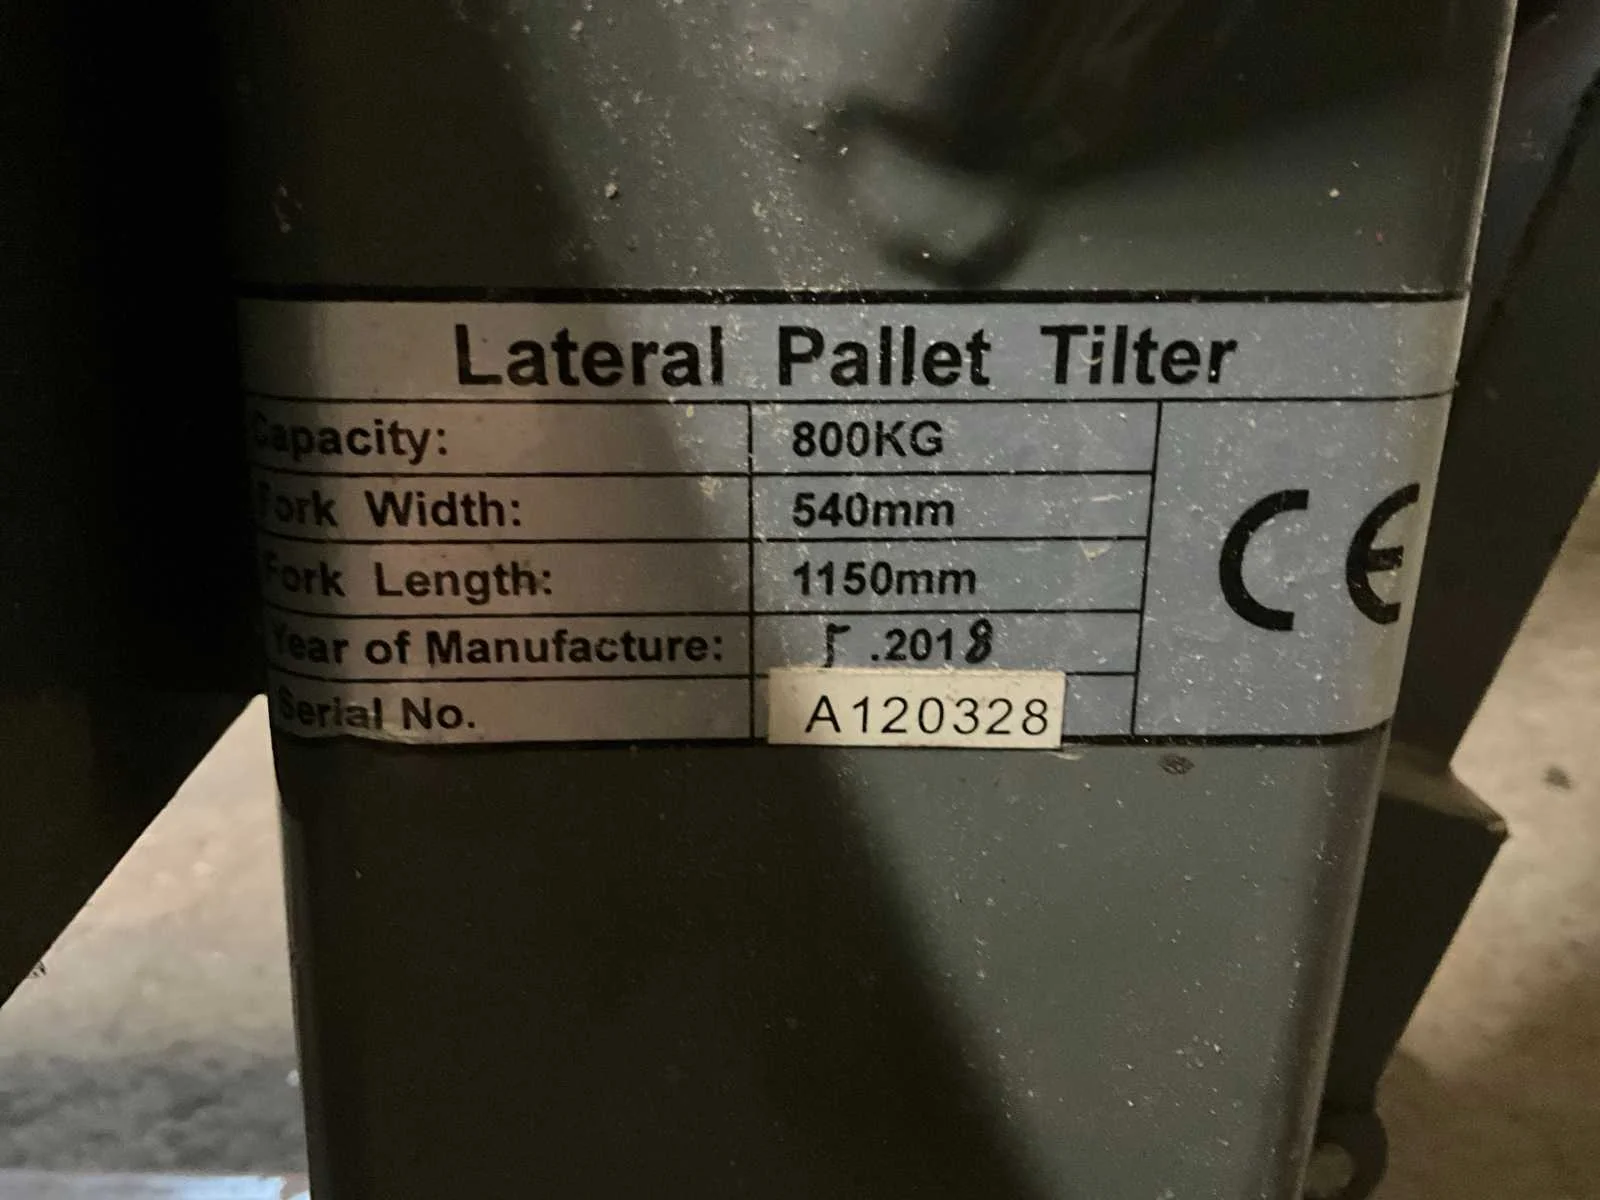 Lateral Pallet Tilter
Capacity: 800KG
Fork Width: 540mm
Fork Length: 1150mm
Year of Manufacture: 5.2018
Serial No. A120328
CE